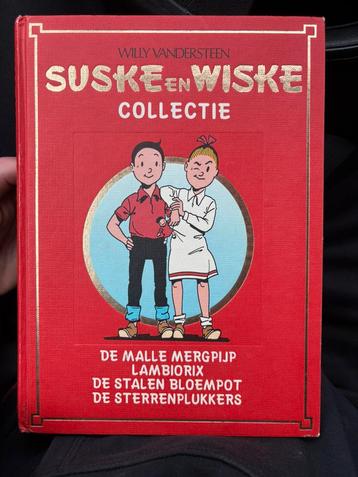 WILLY VANDERSTEEN
SUSKE EN WISKE
COLLECTIE
DE MALLE MERGPIJP
LAMBIORIX
DE STALEN BLOEMPOT
DE STERRENPLUKKERS